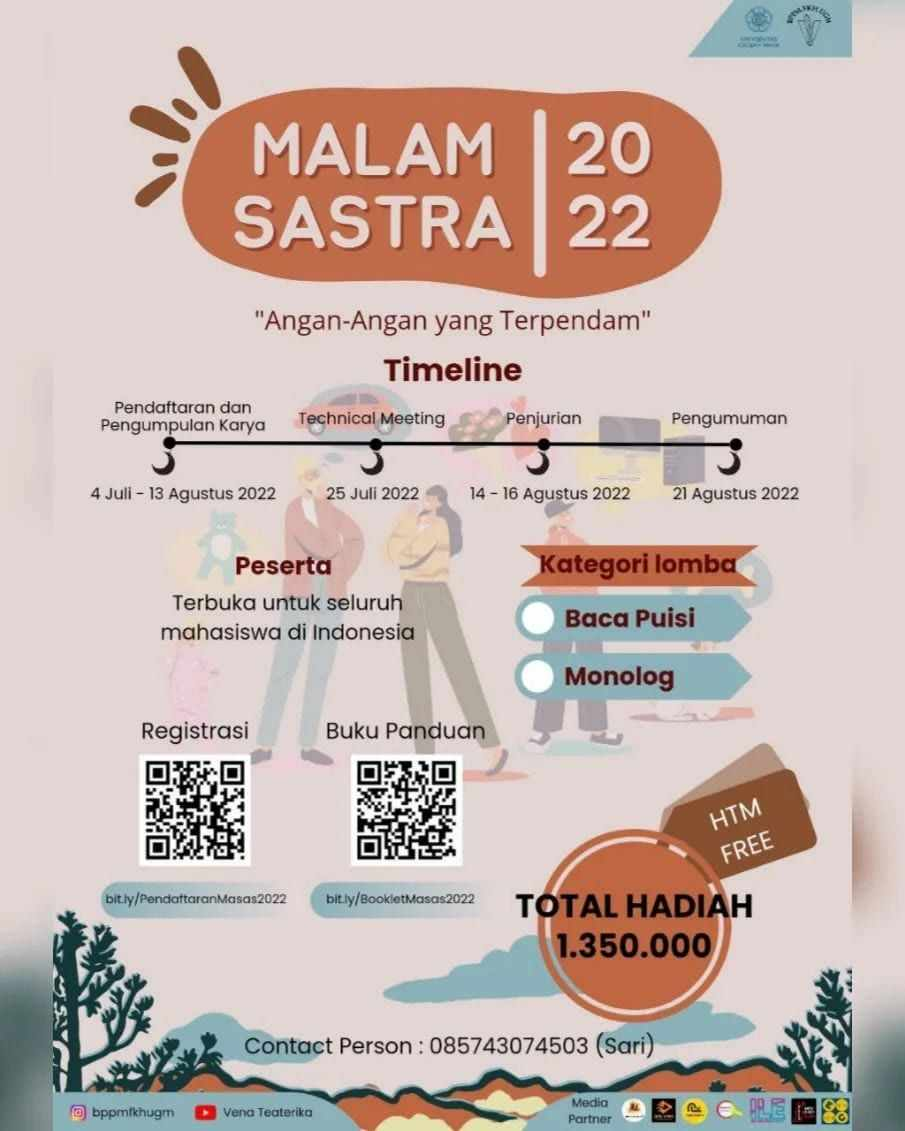 MALAM
SASTRA
20
22
"Angan-Angan yang Terpendam"
Timeline
Pendaftaran dan
Pengumpulan Karya
4 Juli - 13 Agustus 2022
Technical Meeting
25 Juli 2022
Penjurian
14 - 16 Agustus 2022
Pengumuman
21 Agustus 2022
Peserta
Terbuka untuk seluruh
mahasiswa di Indonesia
Kategori lomba
Baca Puisi
Monolog
Registrasi
bit.ly/PendaftaranMasas2022
Buku Panduan
bit.ly/BookletMasas2022
HTM
FREE
TOTAL HADIAH
1.350.000
Contact Person : 085743074503 (Sari)
bppmfkhugm
Vena Teaterika
Media
Partner